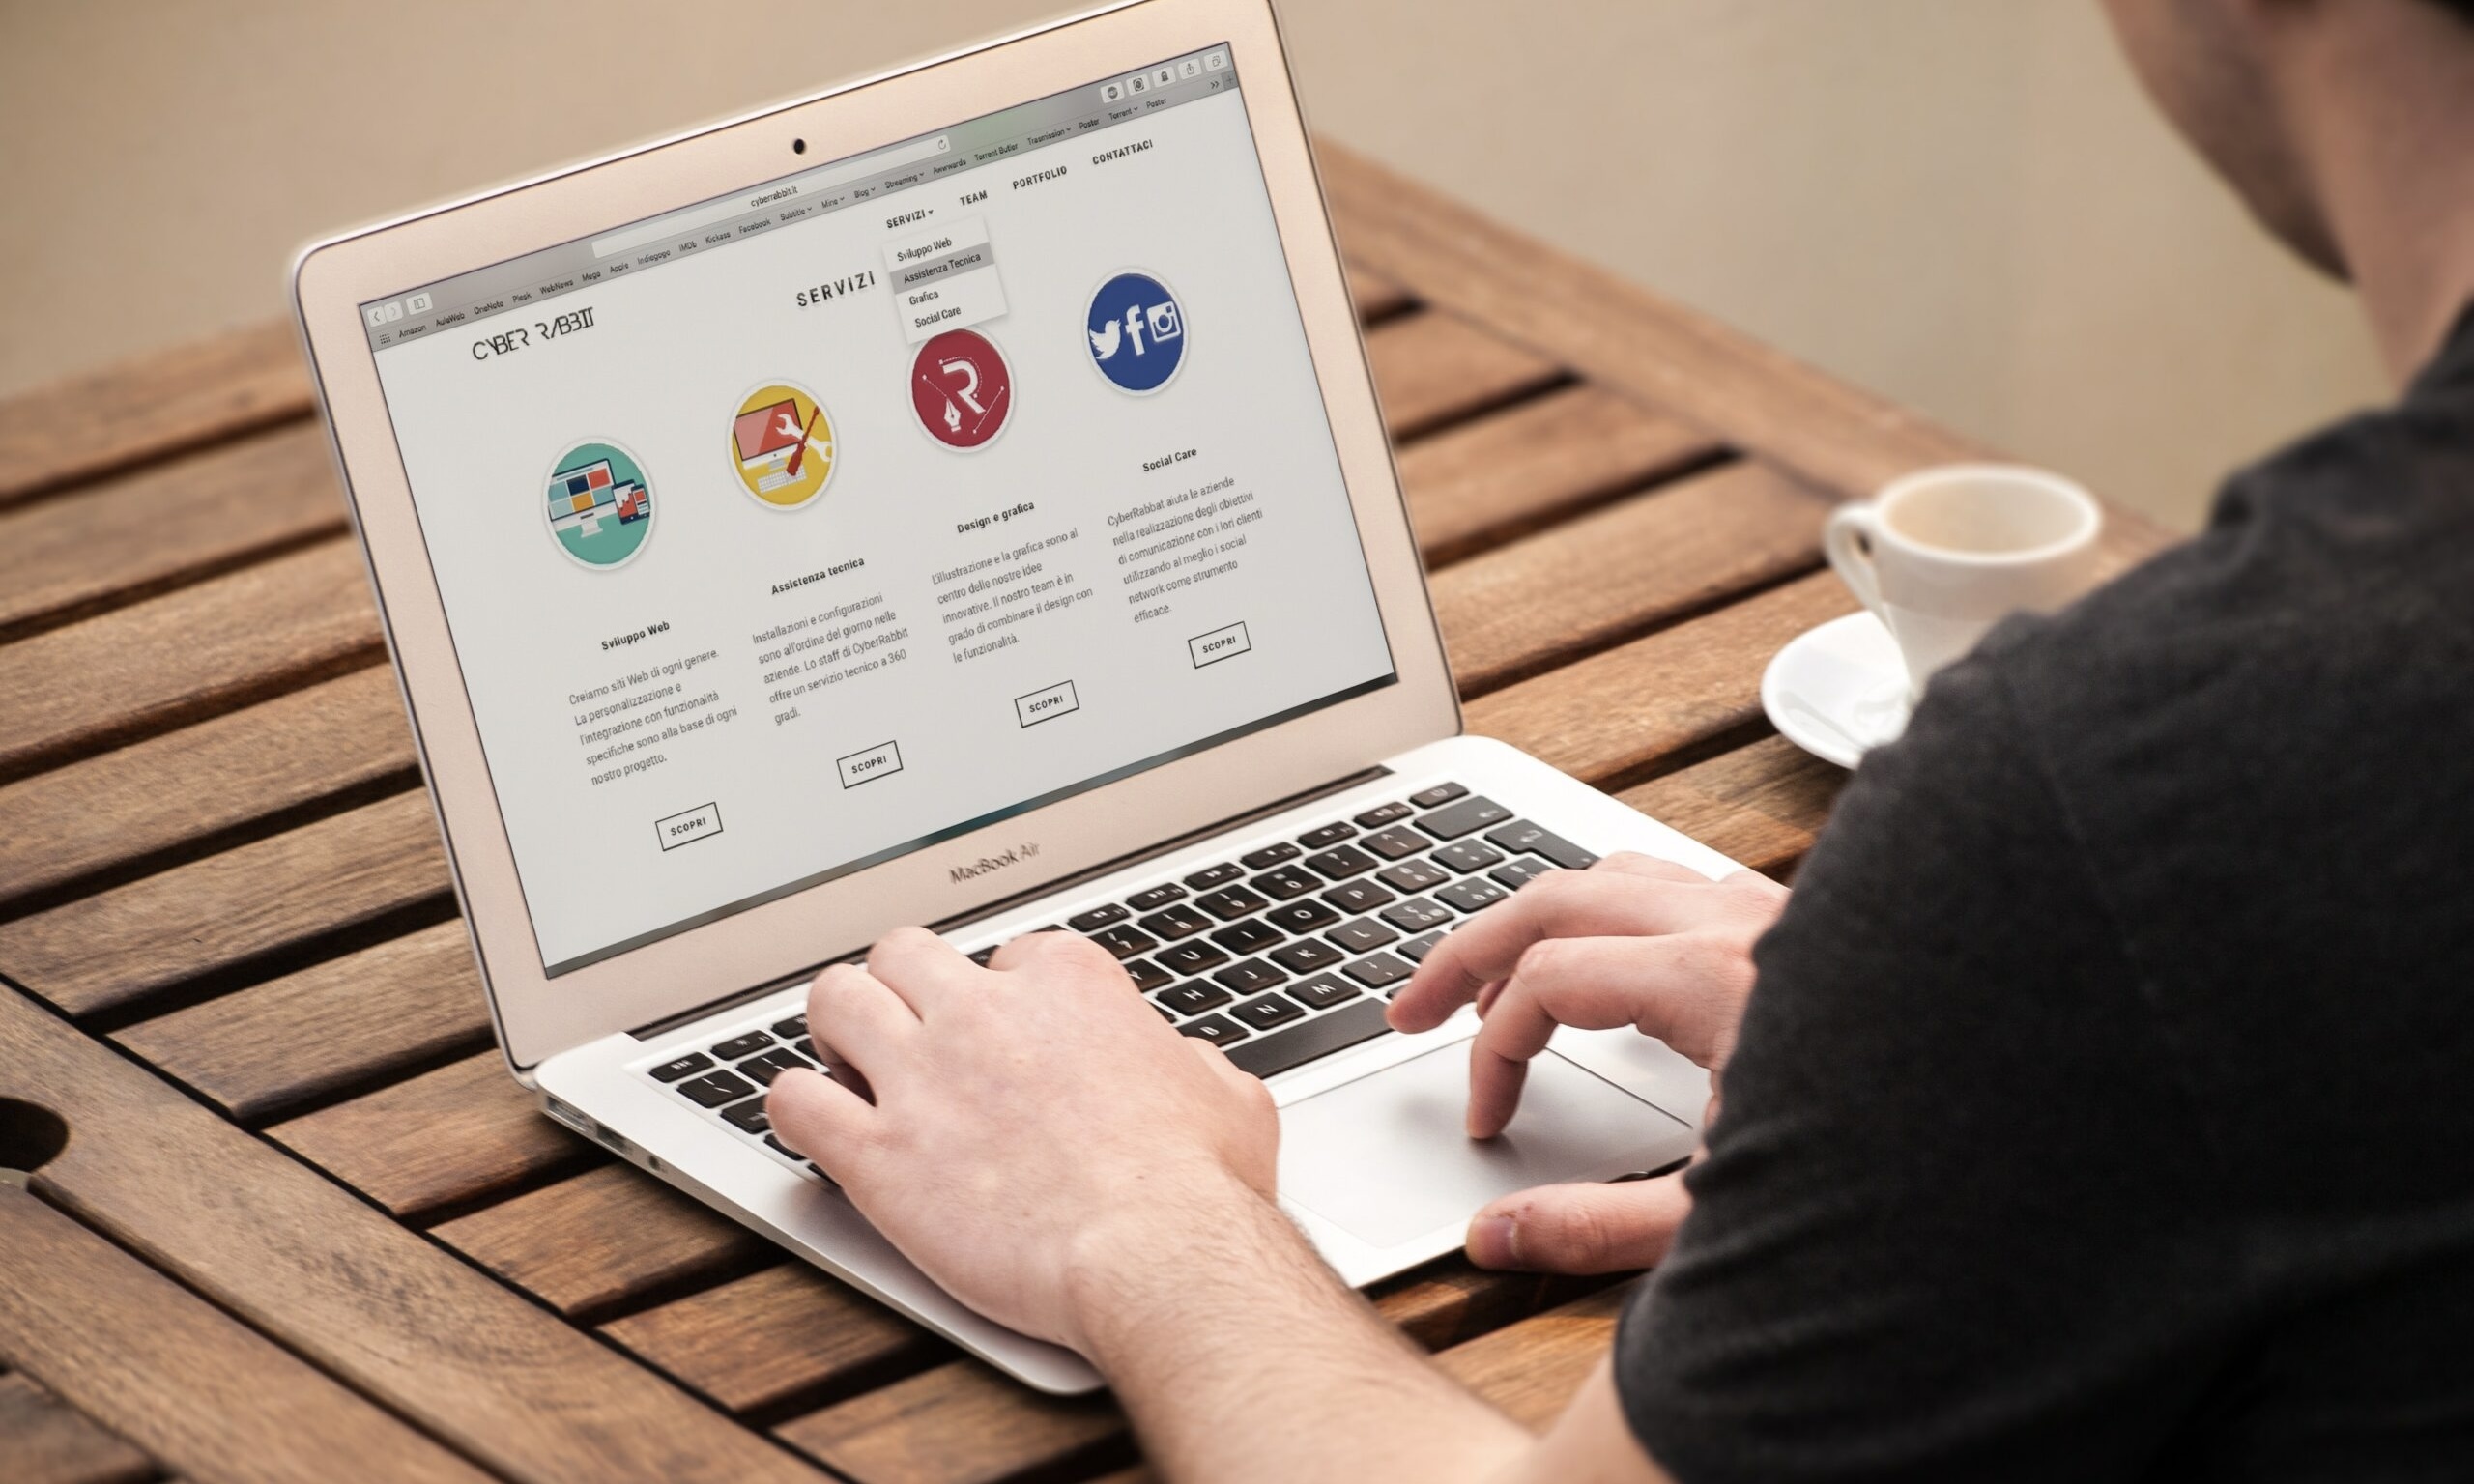 cyberrabbit.it
Amazon AulaWeb OneNote Plesk WebNews Mega Apple Indiegogo IMDb Kickass Facebook Subtitle Mine Blog Streaming Awwwards Torrent Butler Trasmission Poster Torrent Poster
CYBER RABBIT
SERVIZI TEAM PORTFOLIO CONTATTACI
Sviluppo Web
Assistenza Tecnica
Grafica
Social Care
SERVIZI
Sviluppo Web
Creiamo siti Web di ogni genere.
La personalizzazione e
l'integrazione con funzionalità
specifiche sono alla base di ogni
nostro progetto.
SCOPRI
Assistenza tecnica
Installazioni e configurazioni
sono all'ordine del giorno nelle
aziende. Lo staff di CyberRabbit
offre un servizio tecnico a 360
gradi.
SCOPRI
R
Design e grafica
L'illustrazione e la grafica sono al
centro delle nostre idee
innovative. Il nostro team è in
grado di combinare il design con
le funzionalità.
SCOPRI
f
Social Care
CyberRabbat aiuta le aziende
nella realizzazione degli obiettivi
di comunicazione con i lori clienti
utilizzando al meglio i social
network come strumento
efficace.
SCOPRI
MacBook Air
Y U I O P
H J K L
B N M